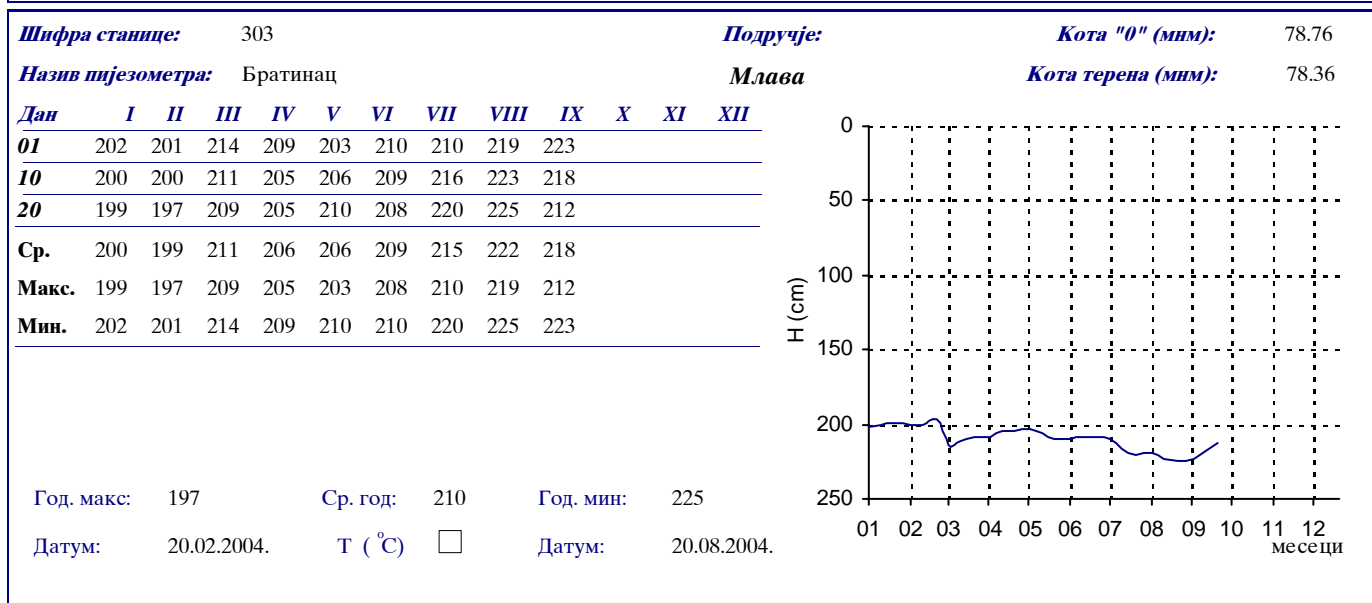 Шифра станице: 303 Подручје: Кота "0" (мнм): 78.76
Назив пијезометра: Братинац Млава Кота терена (мнм): 78.36
Дан I II III IV V VI VII VIII IX X XI XII
01 202 201 214 209 203 210 210 219 223
10 200 200 211 205 206 209 216 223 218
20 199 197 209 205 210 208 220 225 212
Ср. 200 199 211 206 206 209 215 222 218
Макс. 199 197 209 205 203 208 210 219 212
Мин. 202 201 214 209 210 210 220 225 223
0
50
100
150
200
250
H (cm)
01 02 03 04 05 06 07 08 09 10 11 12
месеци
Год. макс: 197 Ср. год: 210 Год. мин: 225
Датум: 20.02.2004. Т (°C) Датум: 20.08.2004.